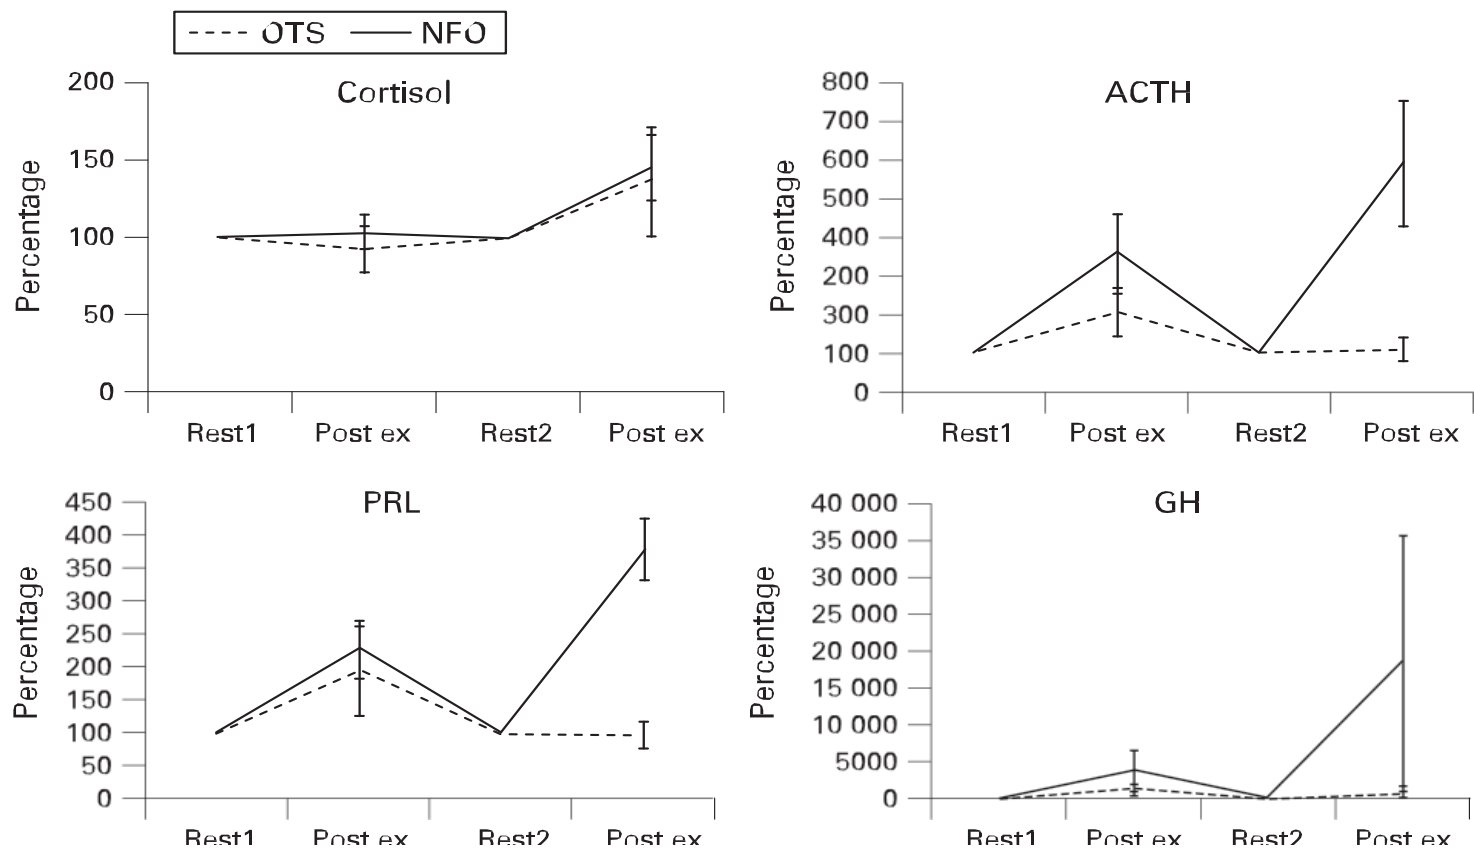 OTS NFO
Cortisol
Percentage
200
150
100
50
0
Rest1 Post ex Rest2 Post ex
ACTH
Percentage
800
700
600
500
400
200
300
100
0
Rest1 Post ex Rest2 Post ex
PRL
Percentage
450
400
350
300
250
200
150
100
50
0
Rest1 Post ex Rest2 Post ex
GH
Percentage
40 000
35 000
30 000
25 000
20 000
15 000
10 000
5000
0
Rest1 Post ex Rest2 Post ex